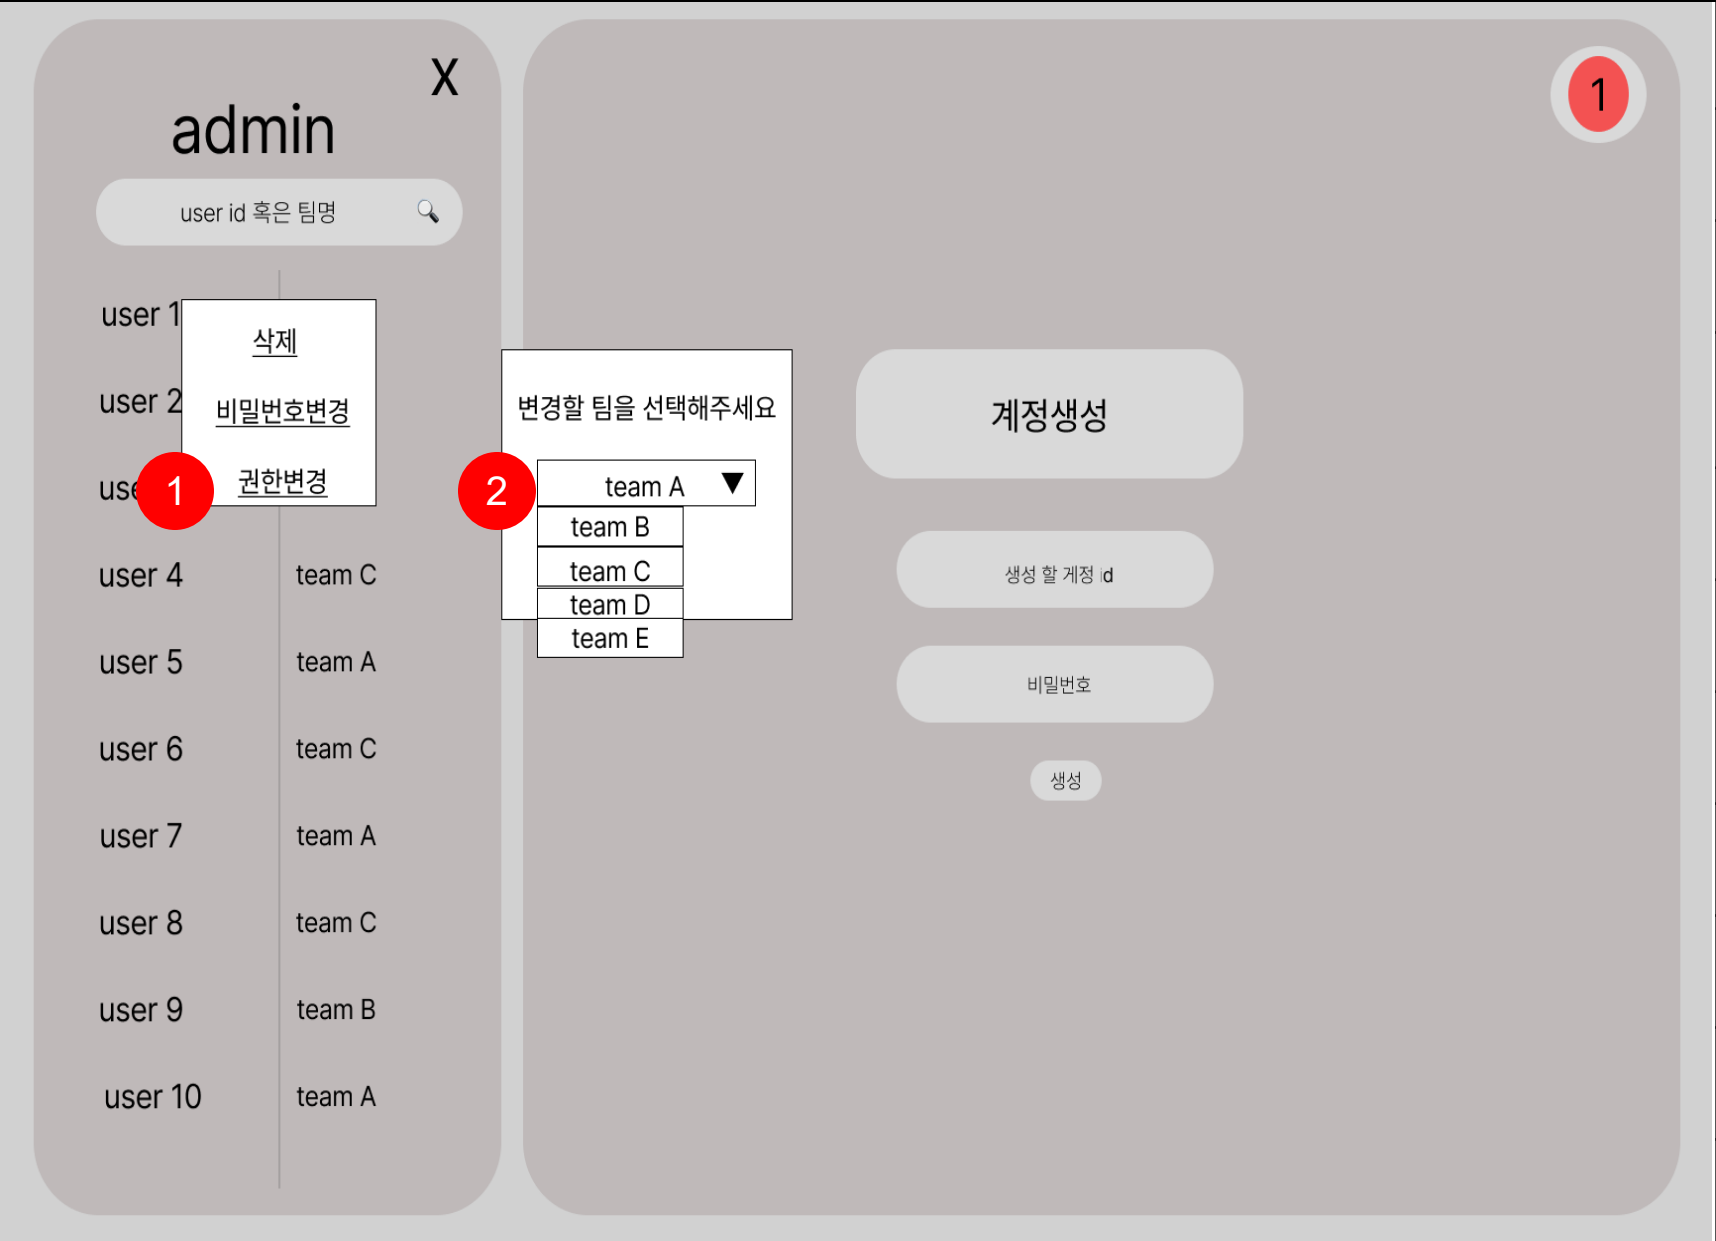 X
admin
user id 혹은 팀명
user 1
삭제
user 2
비밀번호변경
use
1
권한변경
user 4 team C
user 5 team A
user 6 team C
user 7 team A
user 8 team C
user 9 team B
user 10 team A
변경할 팀을 선택해주세요
2
team A ▼
team B
team C
team D
team E
1
계정생성
생성 할 게정 id
비밀번호
생성